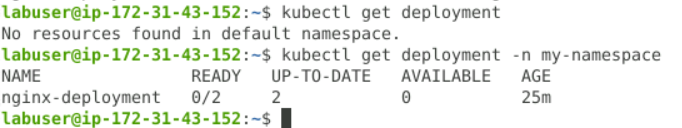 labuser@ip-172-31-43-152:~$ kubectl get deployment
No resources found in default namespace.
labuser@ip-172-31-43-152:~$ kubectl get deployment -n my-namespace
NAME READY UP-TO-DATE AVAILABLE AGE
nginx-deployment 0/2 2 0 25m
labuser@ip-172-31-43-152:~$